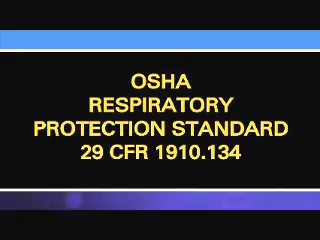 OSHA
RESPIRATORY
PROTECTION STANDARD
29 CFR 1910.134